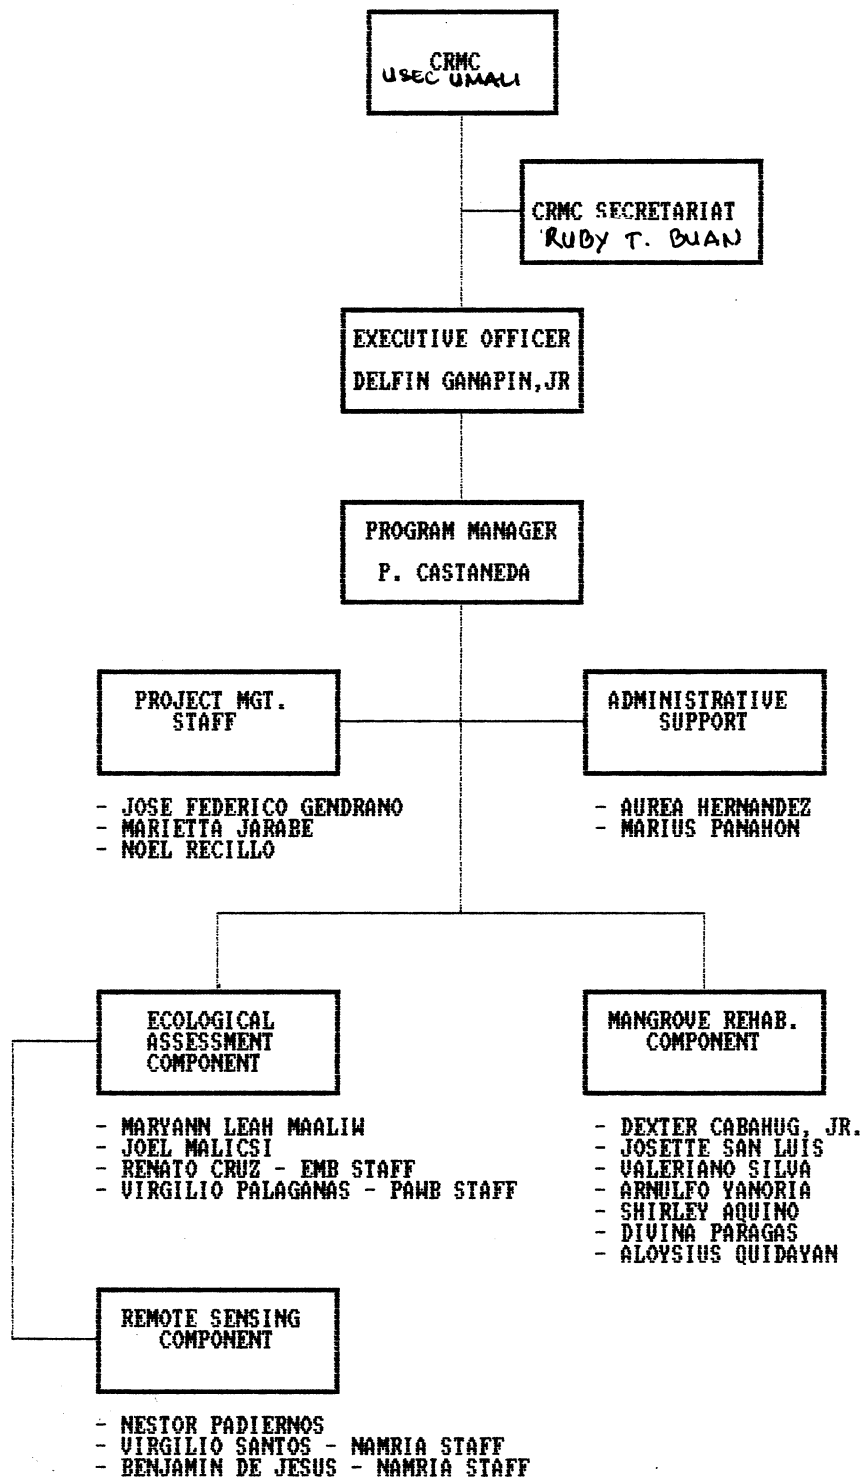 CRMC
USEC UMALI
CRMC SECRETARIAT
RUBY T. BUAN
EXECUTIVE OFFICER
DELFIN GANAPIN,JR
PROGRAM MANAGER
P. CASTANEDA
PROJECT MGT.
STAFF
- JOSE FEDERICO GENDRANO
- MARIETTA JARABE
- NOEL RECILLO
ADMINISTRATIVE
SUPPORT
- AUREA HERNANDEZ
- MARIUS PANAHON
ECOLOGICAL
ASSESSMENT
COMPONENT
- MARYANN LEAH MAALIW
- JOEL MALICSI
- RENATO CRUZ - EMB STAFF
- VIRGILIO PALAGANAS - PAWB STAFF
MANGROVE REHAB.
COMPONENT
- DEXTER CABAHUG, JR.
- JOSETTE SAN LUIS
- VALERIANO SILVA
- ARNULFO YANORIA
- SHIRLEY AQUINO
- DIVINA PARAGAS
- ALOYSIUS QUIDAYAN
REMOTE SENSING
COMPONENT
- NESTOR PADIERNOS
- VIRGILIO SANTOS - NAMRIA STAFF
- BENJAMIN DE JESUS - NAMRIA STAFF